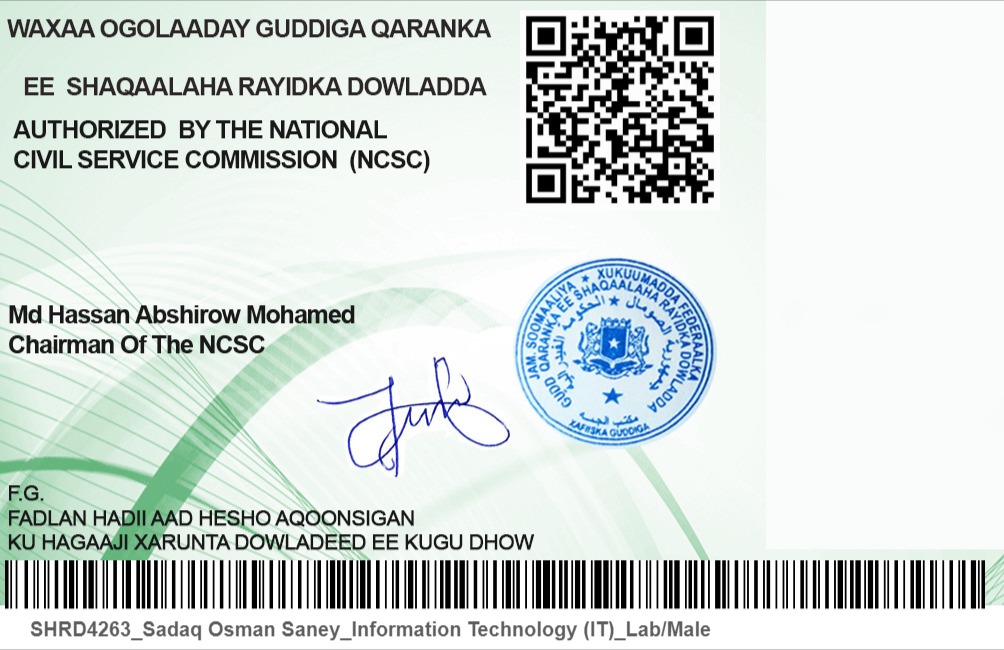 WAXAA OGOLAADAY GUDDIGA QARANKA
EE SHAQAALAHA RAYIDKA DOWLADDA
AUTHORIZED BY THE NATIONAL
CIVIL SERVICE COMMISSION (NCSC)
Md Hassan Abshirow Mohamed
Chairman Of The NCSC
JAM. SOOMAALIYA ★ XUKUUMADDA FEDERAALKA
GUDD QARANKA EE SHAQAALAHA RAYIDKA DOWLADDA
XAFIISKA GUDDIGA
F.G.
FADLAN HADII AAD HESHO AQOONSIGAN
KU HAGAAJI XARUNTA DOWLADEED EE KUGU DHOW
SHRD4263_Sadaq Osman Saney_Information Technology (IT)_Lab/Male